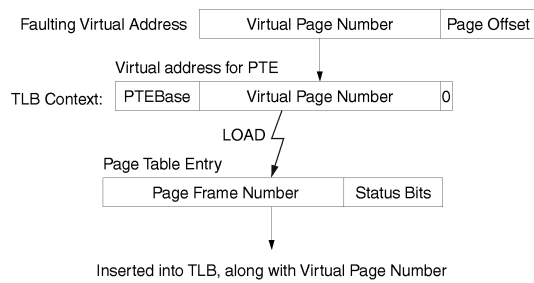 Faulting Virtual Address Virtual Page Number Page Offset
Virtual address for PTE
TLB Context: PTEBase Virtual Page Number 0
LOAD
Page Table Entry
Page Frame Number Status Bits
Inserted into TLB, along with Virtual Page Number